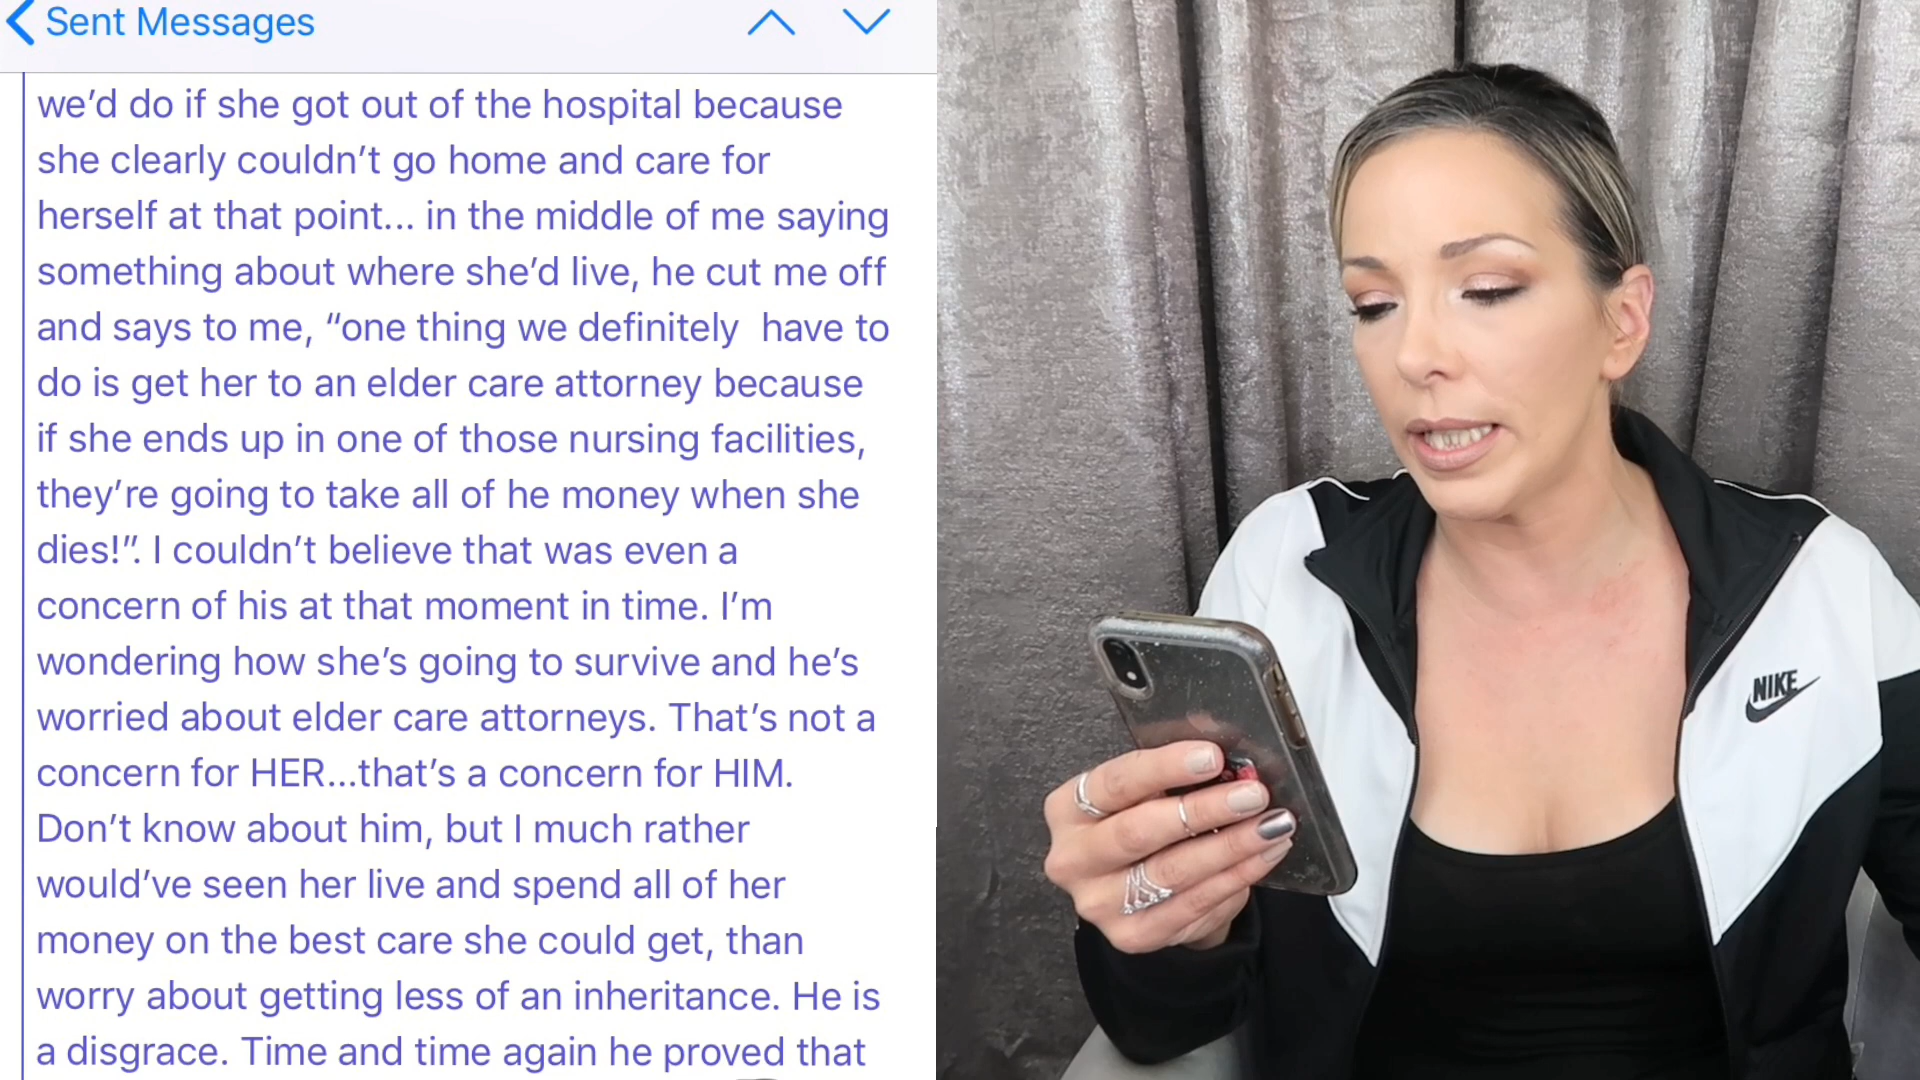 Sent Messages
we’d do if she got out of the hospital because
she clearly couldn’t go home and care for
herself at that point... in the middle of me saying
something about where she’d live, he cut me off
and says to me, “one thing we definitely  have to
do is get her to an elder care attorney because
if she ends up in one of those nursing facilities,
they’re going to take all of he money when she
dies!”. I couldn’t believe that was even a
concern of his at that moment in time. I’m
wondering how she’s going to survive and he’s
worried about elder care attorneys. That’s not a
concern for HER...that’s a concern for HIM.
Don’t know about him, but I much rather
would’ve seen her live and spend all of her
money on the best care she could get, than
worry about getting less of an inheritance. He is
a disgrace. Time and time again he proved that
NIKE